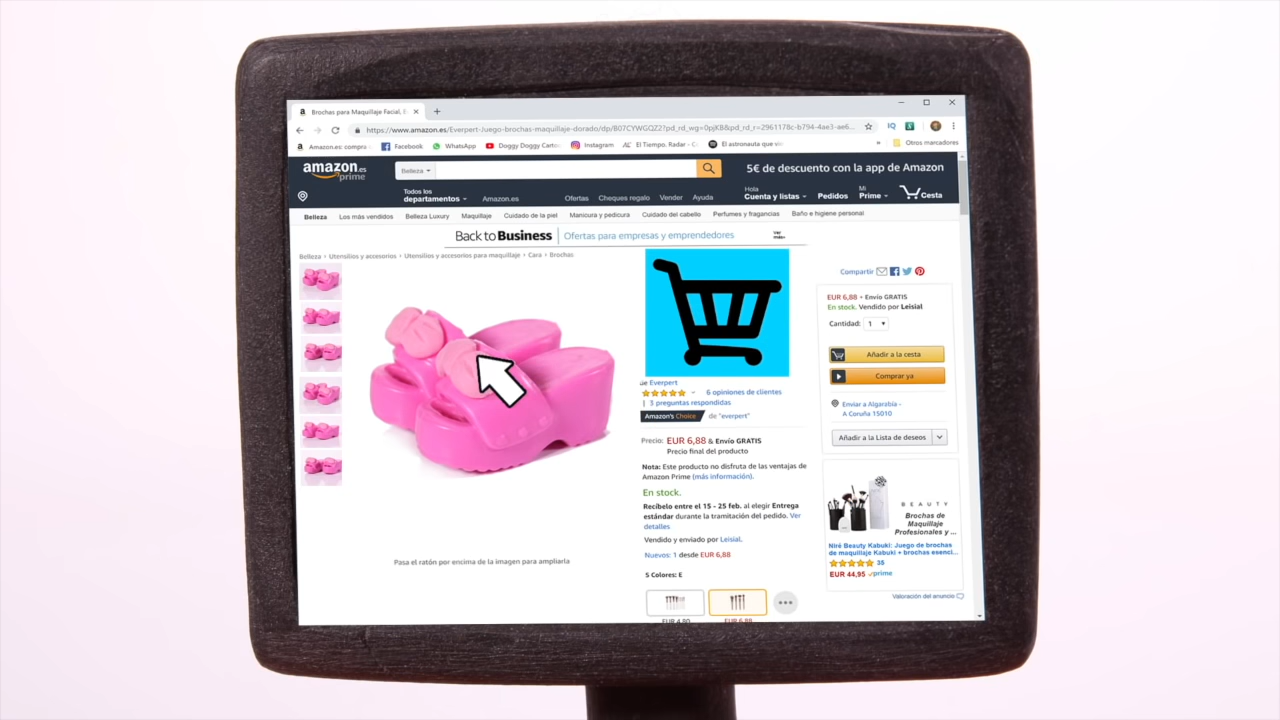 Brochas para Maquillaje Facial, E
https://www.amazon.es/Everpert-Juego-brochas-maquillaje-dorado/dp/B07CYWGQZ2?pd_rd_wg=0pjKB&pd_rd_r=2961178c-b794-4ae3-ae6...
Amazon.es: compra Facebook WhatsApp Doggy Doggy Carto Instagram El Tiempo. Radar - C El astronauta que vi » Otros marcadores
amazon.es
prime
Belleza
5€ de descuento con la app de Amazon
Todos los
departamentos
Amazon.es
Ofertas Cheques regalo Vender Ayuda
Hola
Cuenta y listas
Pedidos
Mi
Prime
Cesta
Belleza Los más vendidos Belleza Luxury Maquillaje Cuidado de la piel Manicura y pedicura Cuidado del cabello Perfumes y fragancias Baño e higiene personal
Back to Business | Ofertas para empresas y emprendedores
Ver
más›
Belleza › Utensilios y accesorios › Utensilios y accesorios para maquillaje › Cara › Brochas
Pasa el ratón por encima de la imagen para ampliarla
de Everpert
6 opiniones de clientes
| 3 preguntas respondidas
Amazon's Choice de "everpert"
Precio: EUR 6,88 & Envío GRATIS
Precio final del producto
Nota: Este producto no disfruta de las ventajas de
Amazon Prime (más información).
En stock.
Recíbelo entre el 15 - 25 feb. al elegir Entrega
estándar durante la tramitación del pedido. Ver
detalles
Vendido y enviado por Leisial.
Nuevos: 1 desde EUR 6,88
5 Colores: E
EUR 4,80 EUR 6,88
Compartir
EUR 6,88 + Envío GRATIS
En stock. Vendido por Leisial
Cantidad: 1
Añadir a la cesta
Comprar ya
Enviar a Algarabía -
A Coruña 15010
Añadir a la Lista de deseos
BEAUTY
Brochas de
Maquillaje
Profesionales y ...
Niré Beauty Kabuki: Juego de brochas
de maquillaje Kabuki + brochas esenci...
35
EUR 44,95 prime
Valoración del anuncio